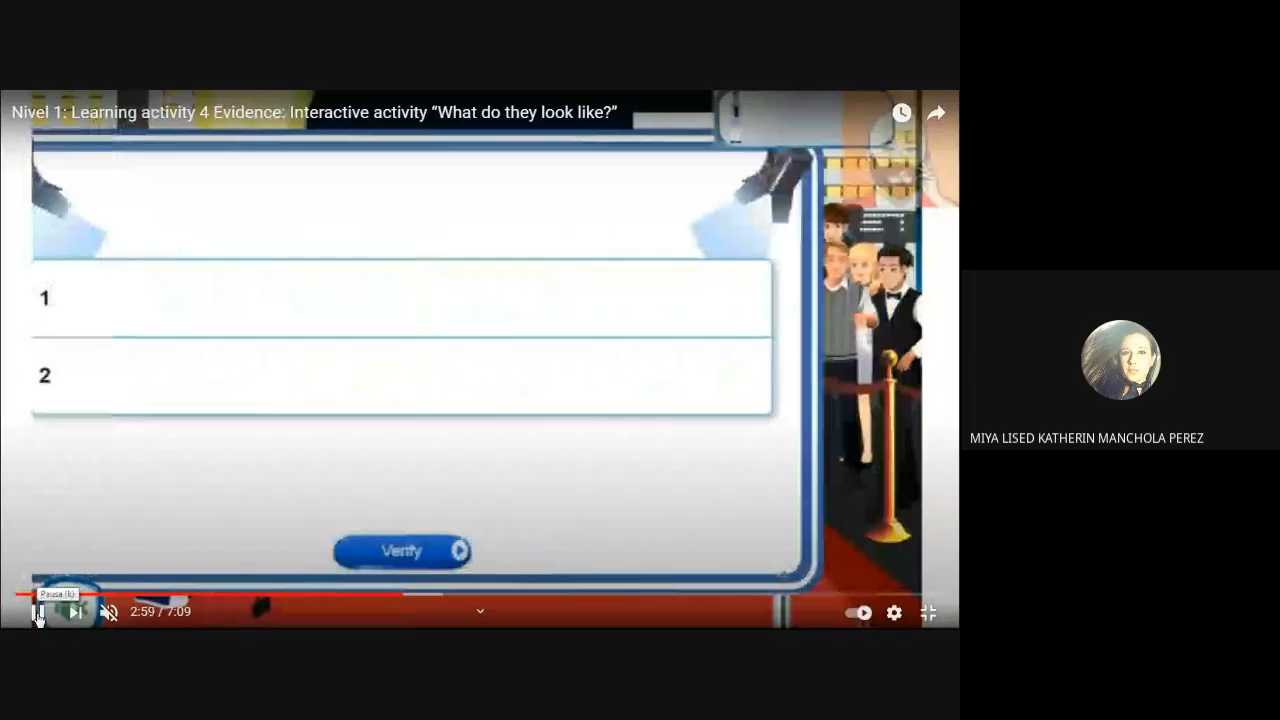 Nivel 1: Learning activity 4 Evidence: Interactive activity “What do they look like?”
1
2
Verify
Pausa (k)
2:59 / 7:09
MIYA LISED KATHERIN MANCHOLA PEREZ